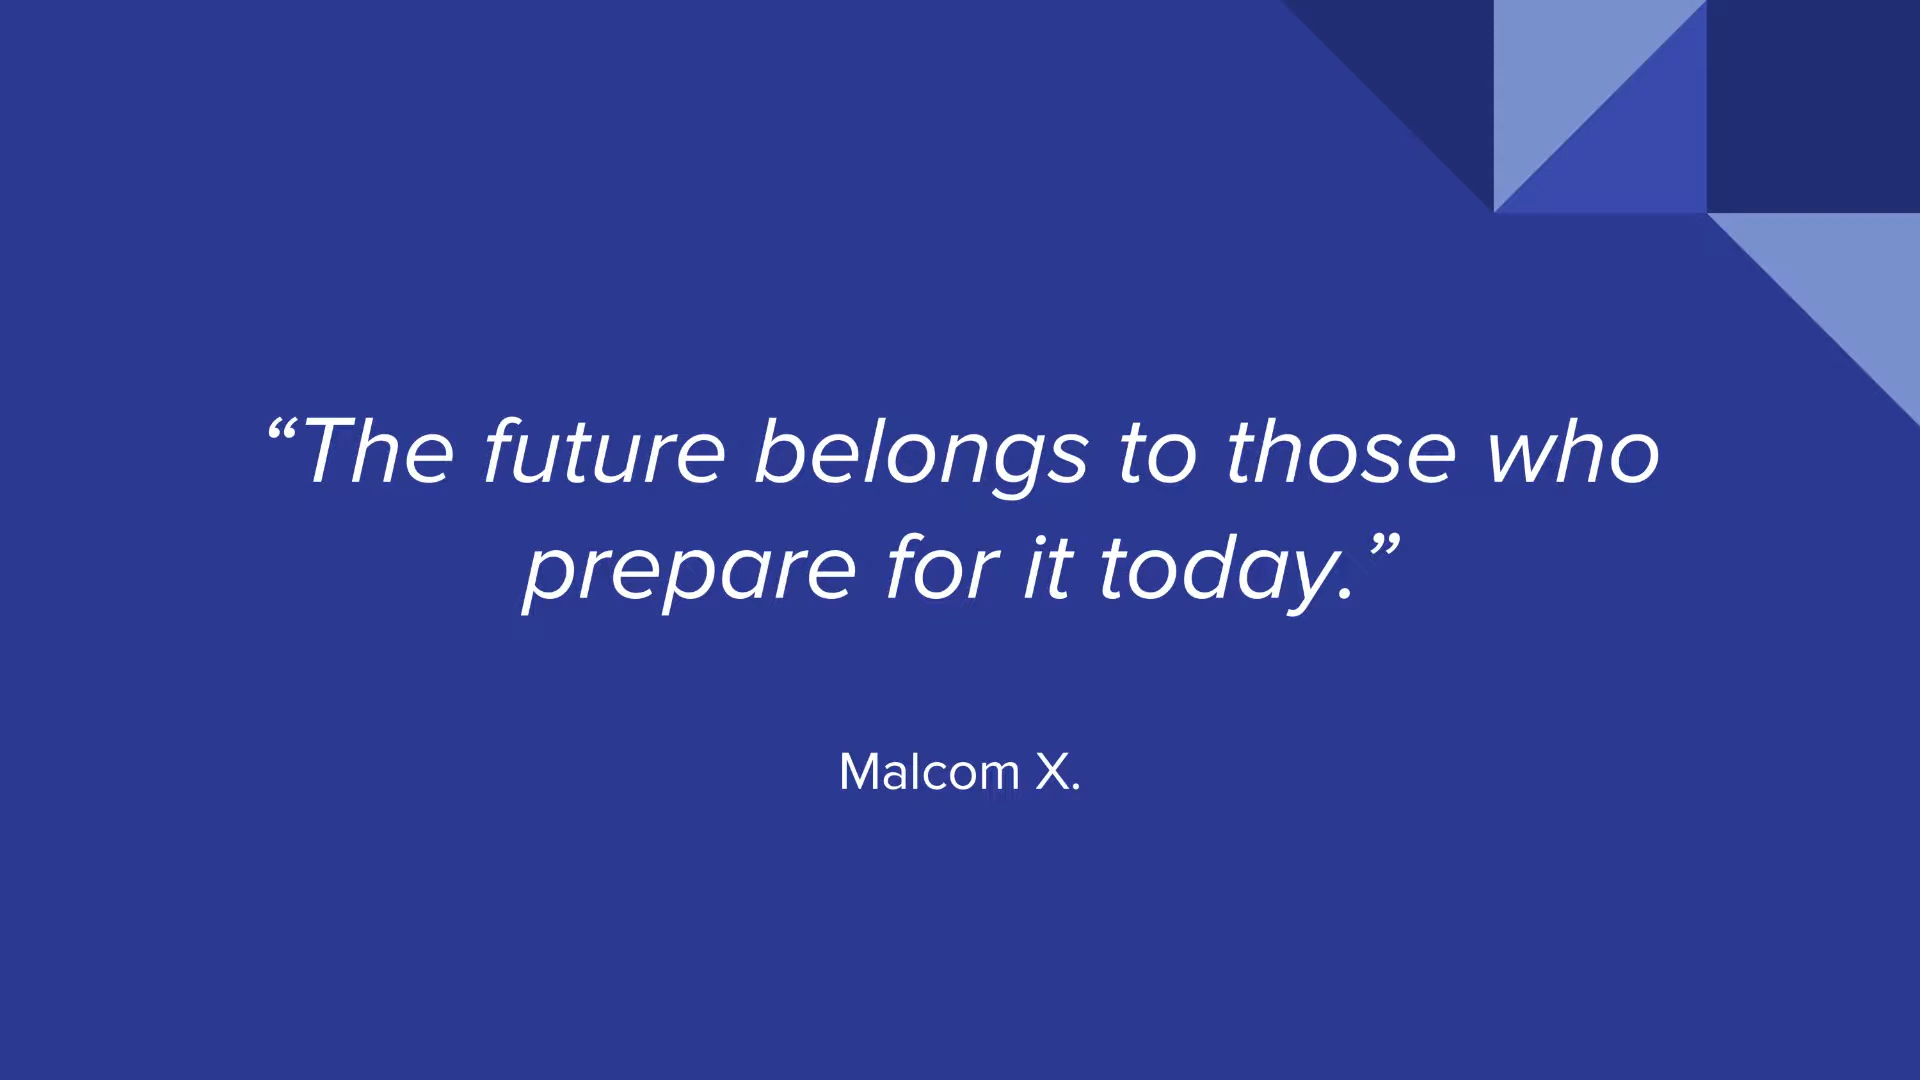 “The future belongs to those who
prepare for it today.”
Malcom X.